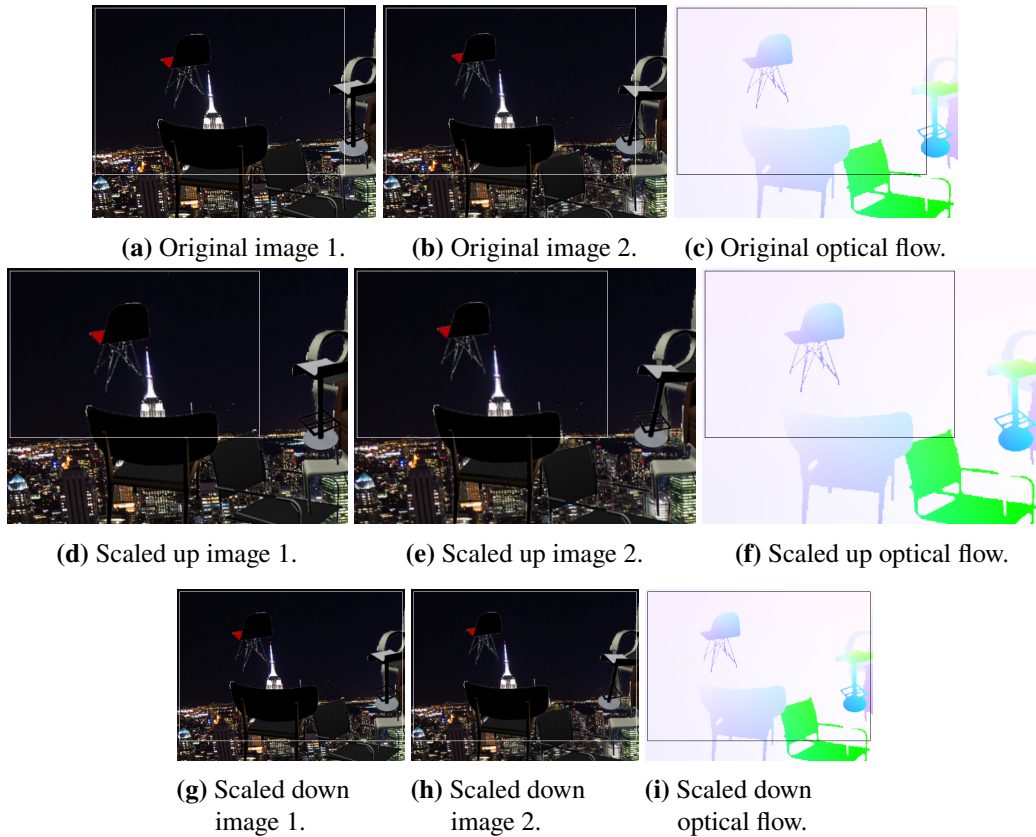 (a) Original image 1.
(b) Original image 2.
(c) Original optical flow.
(d) Scaled up image 1.
(e) Scaled up image 2.
(f) Scaled up optical flow.
(g) Scaled down
image 1.
(h) Scaled down
image 2.
(i) Scaled down
optical flow.